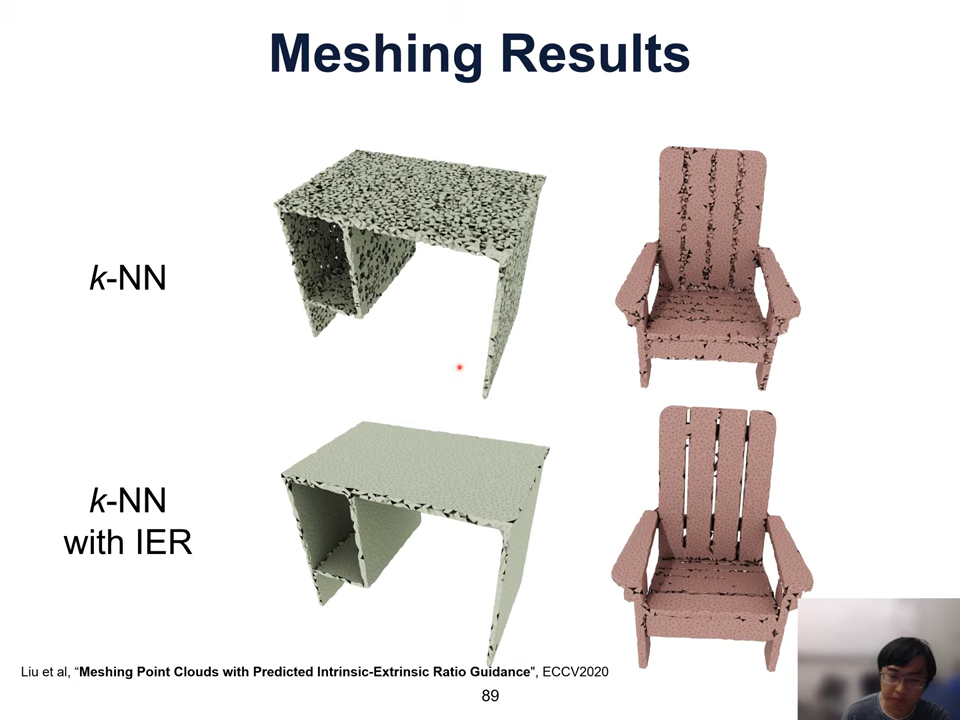 Meshing Results
k-NN
k-NN
with IER
Liu et al, “Meshing Point Clouds with Predicted Intrinsic-Extrinsic Ratio Guidance", ECCV2020
89